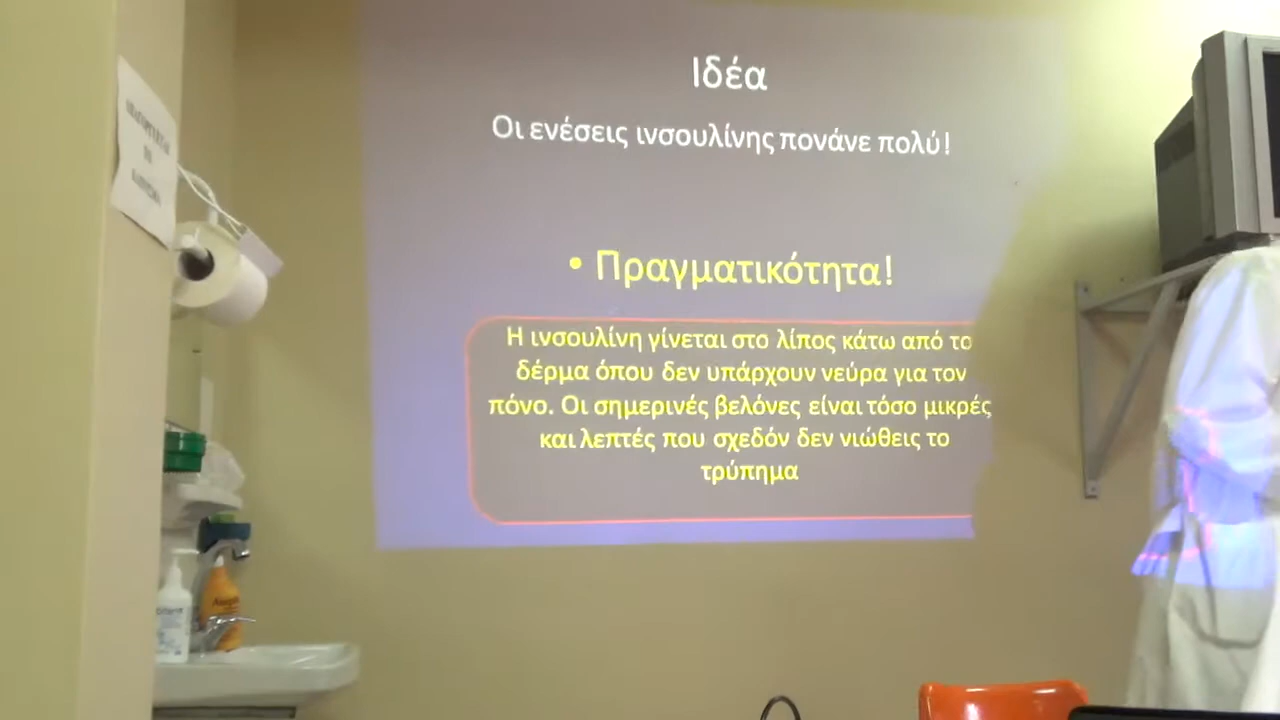 Ιδέα
Οι ενέσεις ινσουλίνης πονάνε πολύ!
• Πραγματικότητα!
Η ινσουλίνη γίνεται στο λίπος κάτω από το
δέρμα όπου δεν υπάρχουν νεύρα για τον
πόνο. Οι σημερινές βελόνες είναι τόσο μικρές
και λεπτές που σχεδόν δεν νιώθεις το
τρύπημα